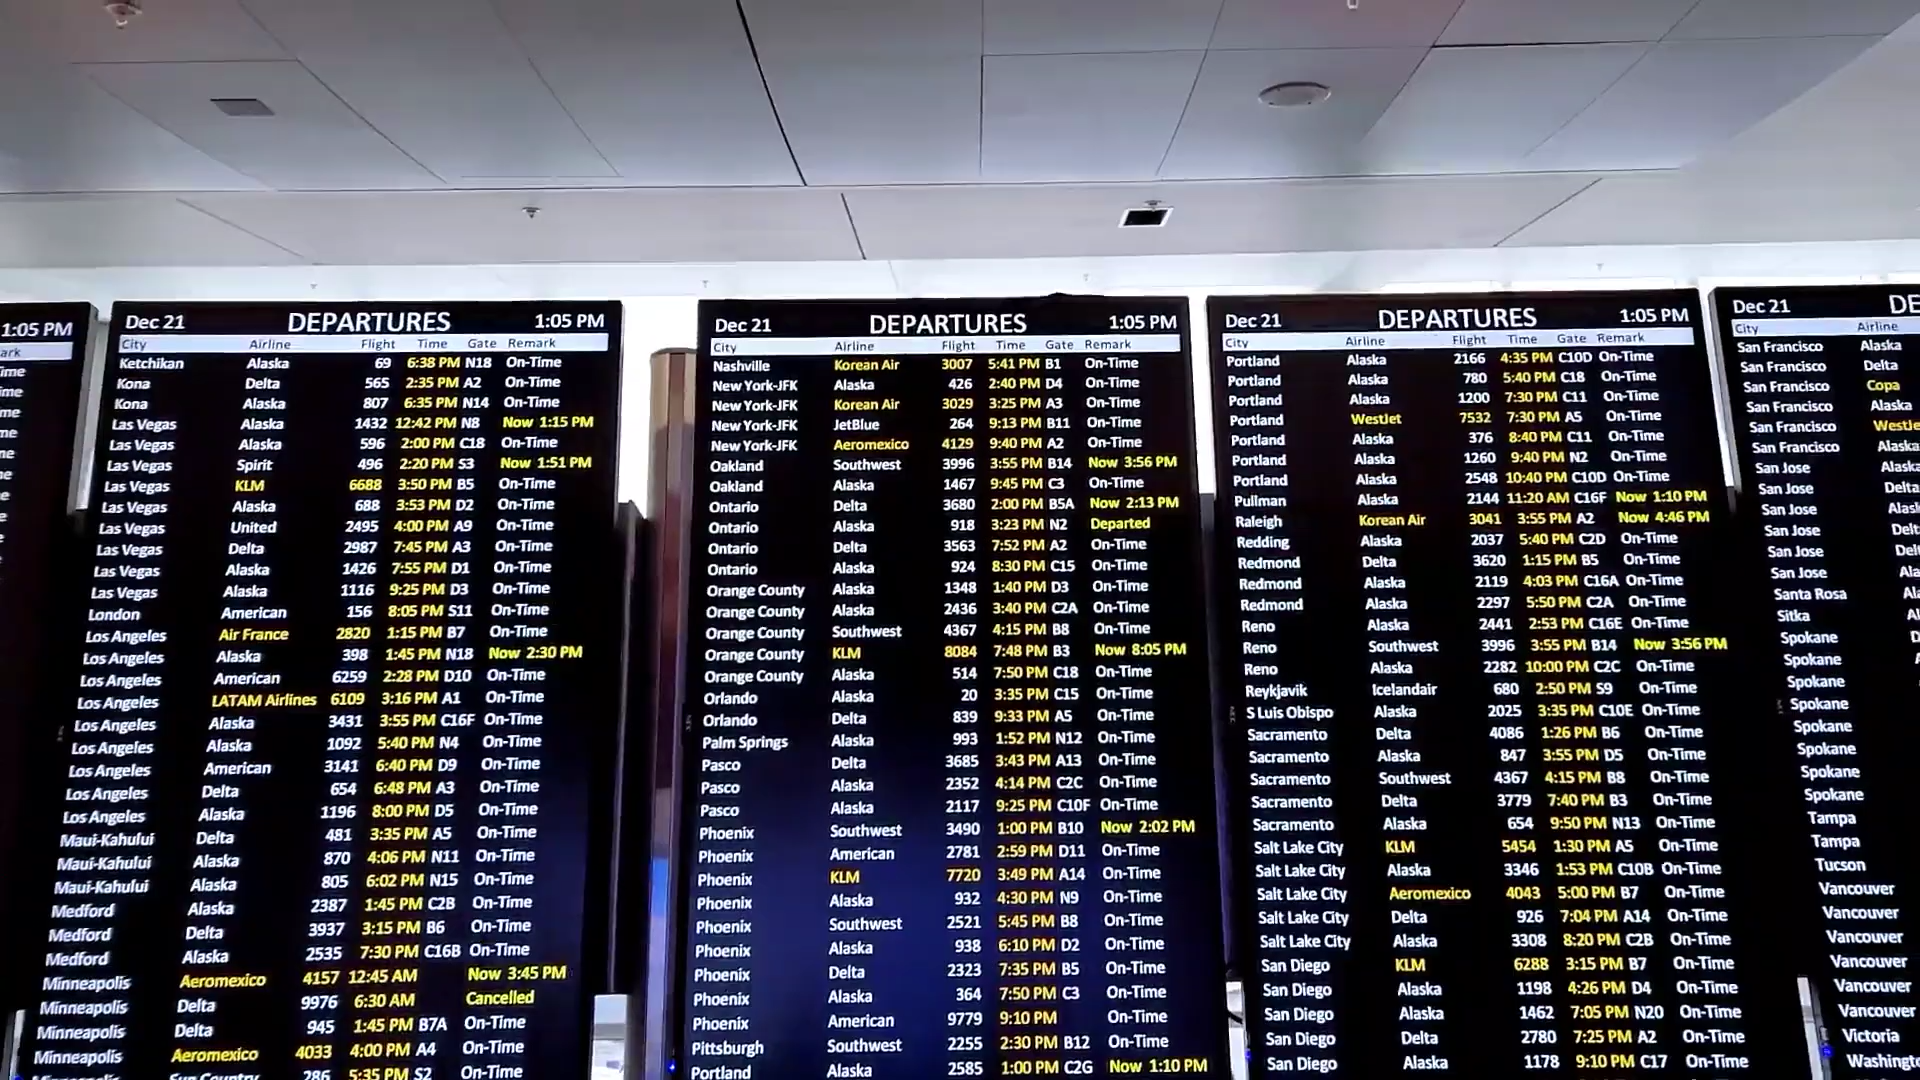 1:05 PM
ark
Dec 21 DEPARTURES 1:05 PM
City Airline Flight Time Gate Remark
Ketchikan Alaska 69 6:38 PM N18 On-Time
Kona Delta 565 2:35 PM A2 On-Time
Kona Alaska 807 6:35 PM N14 On-Time
Las Vegas Alaska 1432 12:42 PM N8 Now 1:15 PM
Las Vegas Alaska 596 2:00 PM C18 On-Time
Las Vegas Spirit 496 2:20 PM S3 Now 1:51 PM
Las Vegas KLM 6688 3:50 PM B5 On-Time
Las Vegas Alaska 688 3:53 PM D2 On-Time
Las Vegas United 2495 4:00 PM A9 On-Time
Las Vegas Delta 2987 7:45 PM A3 On-Time
Las Vegas Alaska 1426 7:55 PM D1 On-Time
Las Vegas Alaska 1116 9:25 PM D3 On-Time
London American 156 8:05 PM S11 On-Time
Los Angeles Air France 2820 1:15 PM B7 On-Time
Los Angeles Alaska 398 1:45 PM N18 Now 2:30 PM
Los Angeles American 6259 2:28 PM D10 On-Time
Los Angeles LATAM Airlines 6109 3:16 PM A1 On-Time
Los Angeles Alaska 3431 3:55 PM C16F On-Time
Los Angeles Alaska 1092 5:40 PM N4 On-Time
Los Angeles American 3141 6:40 PM D9 On-Time
Los Angeles Delta 654 6:48 PM A3 On-Time
Los Angeles Alaska 1196 8:00 PM D5 On-Time
Maui-Kahului Delta 481 3:35 PM A5 On-Time
Maui-Kahului Alaska 870 4:06 PM N11 On-Time
Maui-Kahului Alaska 805 6:02 PM N15 On-Time
Medford Alaska 2387 1:45 PM C2B On-Time
Medford Delta 3937 3:15 PM B6 On-Time
Medford Alaska 2535 7:30 PM C16B On-Time
Minneapolis Aeromexico 4157 12:45 AM Now 3:45 PM
Minneapolis Delta 9976 6:30 AM Cancelled
Minneapolis Delta 945 1:45 PM B7A On-Time
Minneapolis Aeromexico 4033 4:00 PM A4 On-Time
Minneapolis Sun Country 286 5:35 PM S2 On-Time
Dec 21 DEPARTURES 1:05 PM
City Airline Flight Time Gate Remark
Nashville Korean Air 3007 5:41 PM B1 On-Time
New York-JFK Alaska 426 2:40 PM D4 On-Time
New York-JFK Korean Air 3029 3:25 PM A3 On-Time
New York-JFK JetBlue 264 9:13 PM B11 On-Time
New York-JFK Aeromexico 4129 9:40 PM A2 On-Time
Oakland Southwest 3996 3:55 PM B14 Now 3:56 PM
Oakland Alaska 1467 9:45 PM C3 On-Time
Ontario Delta 3680 2:00 PM B5A Now 2:13 PM
Ontario Alaska 918 3:23 PM N2 Departed
Ontario Delta 3563 7:52 PM A2 On-Time
Ontario Alaska 924 8:30 PM C15 On-Time
Orange County Alaska 1348 1:40 PM D3 On-Time
Orange County Alaska 2436 3:40 PM C2A On-Time
Orange County Southwest 4367 4:15 PM B8 On-Time
Orange County KLM 8084 7:48 PM B3 Now 8:05 PM
Orange County Alaska 514 7:50 PM C18 On-Time
Orlando Alaska 20 3:35 PM C15 On-Time
Orlando Delta 839 9:33 PM A5 On-Time
Palm Springs Alaska 993 1:52 PM N12 On-Time
Pasco Delta 3685 3:43 PM A13 On-Time
Pasco Alaska 2352 4:14 PM C2C On-Time
Pasco Alaska 2117 9:25 PM C10F On-Time
Phoenix Southwest 3490 1:00 PM B10 Now 2:02 PM
Phoenix American 2781 2:59 PM D11 On-Time
Phoenix KLM 7720 3:49 PM A14 On-Time
Phoenix Alaska 932 4:30 PM N9 On-Time
Phoenix Southwest 2521 5:45 PM B8 On-Time
Phoenix Alaska 938 6:10 PM D2 On-Time
Phoenix Delta 2323 7:35 PM B5 On-Time
Phoenix Alaska 364 7:50 PM C3 On-Time
Phoenix American 9779 9:10 PM On-Time
Pittsburgh Southwest 2255 2:30 PM B12 On-Time
Portland Alaska 2585 1:00 PM C2G Now 1:10 PM
Dec 21 DEPARTURES 1:05 PM
City Airline Flight Time Gate Remark
Portland Alaska 2166 4:35 PM C10D On-Time
Portland Alaska 780 5:40 PM C18 On-Time
Portland Alaska 1200 7:30 PM C11 On-Time
Portland WestJet 7532 7:30 PM A5 On-Time
Portland Alaska 376 8:40 PM C11 On-Time
Portland Alaska 1260 9:40 PM N2 On-Time
Portland Alaska 2548 10:40 PM C10D On-Time
Pullman Alaska 2144 11:20 AM C16F Now 1:10 PM
Raleigh Korean Air 3041 3:55 PM A2 Now 4:46 PM
Redding Alaska 2037 5:40 PM C2D On-Time
Redmond Delta 3620 1:15 PM B5 On-Time
Redmond Alaska 2119 4:03 PM C16A On-Time
Redmond Alaska 2297 5:50 PM C2A On-Time
Reno Alaska 2441 2:53 PM C16E On-Time
Reno Southwest 3996 3:55 PM B14 Now 3:56 PM
Reno Alaska 2282 10:00 PM C2C On-Time
Reykjavik Icelandair 680 2:50 PM S9 On-Time
S Luis Obispo Alaska 2025 3:35 PM C10E On-Time
Sacramento Delta 4086 1:26 PM B6 On-Time
Sacramento Alaska 847 3:55 PM D5 On-Time
Sacramento Southwest 4367 4:15 PM B8 On-Time
Sacramento Delta 3779 7:40 PM B3 On-Time
Sacramento Alaska 654 9:50 PM N13 On-Time
Salt Lake City KLM 5454 1:30 PM A5 On-Time
Salt Lake City Alaska 3346 1:53 PM C10B On-Time
Salt Lake City Aeromexico 4043 5:00 PM B7 On-Time
Salt Lake City Delta 926 7:04 PM A14 On-Time
Salt Lake City Alaska 3308 8:20 PM C2B On-Time
San Diego KLM 6288 3:15 PM B7 On-Time
San Diego Alaska 1198 4:26 PM D4 On-Time
San Diego Alaska 1462 7:05 PM N20 On-Time
San Diego Delta 2780 7:25 PM A2 On-Time
San Diego Alaska 1178 9:10 PM C17 On-Time
Dec 21 DE
City Airline
San Francisco Alaska
San Francisco Delta
San Francisco Copa
San Francisco Alaska
San Francisco WestJe
San Francisco Alaska
San Jose Alaska
San Jose Delta
San Jose Alask
San Jose Delt
San Jose Del
San Jose Ala
Santa Rosa Ala
Sitka Al
Spokane D
Spokane A
Spokane
Spokane
Spokane
Spokane
Spokane
Spokane
Tampa
Tampa
Tucson
Vancouver
Vancouver
Vancouver
Vancouver
Vancouver
Vancouver
Victoria
Washingto